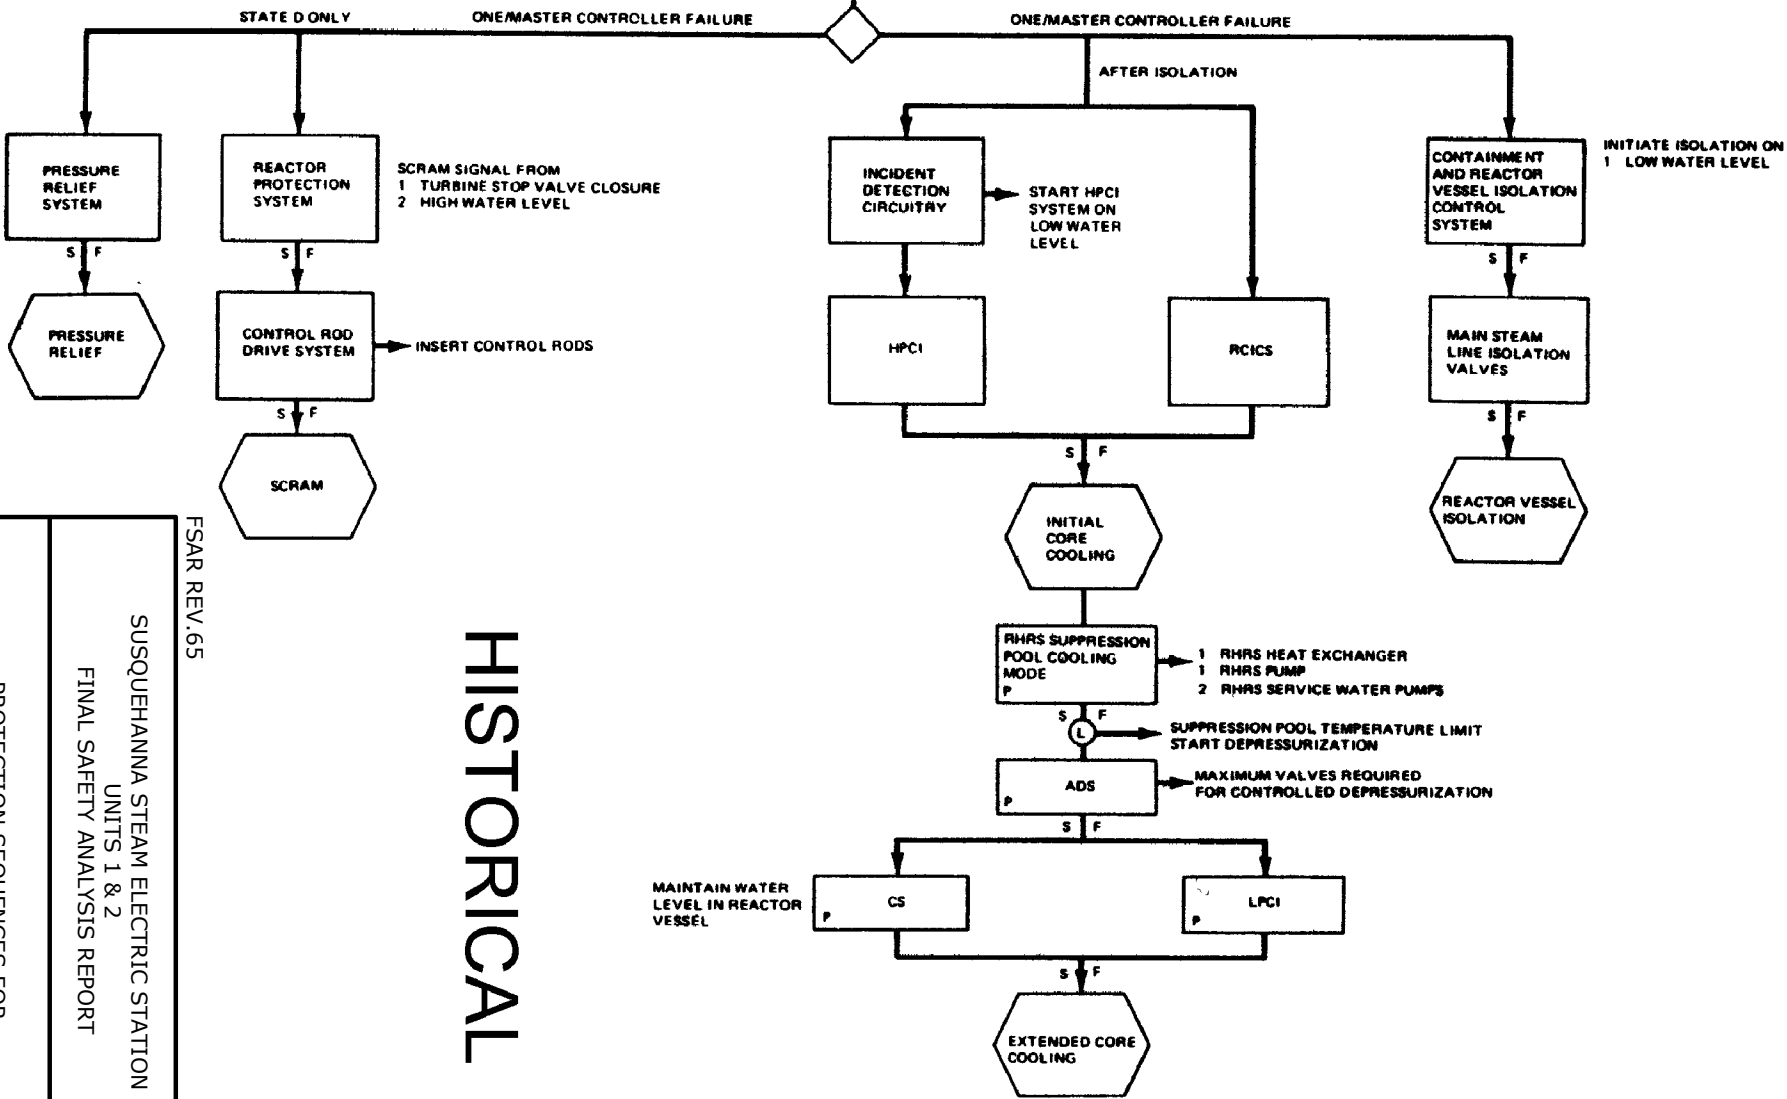 STATE D ONLY
ONE/MASTER CONTROLLER FAILURE
ONE/MASTER CONTROLLER FAILURE
AFTER ISOLATION
PRESSURE
RELIEF
SYSTEM
S F
PRESSURE
RELIEF
REACTOR
PROTECTION
SYSTEM
SCRAM SIGNAL FROM
1 TURBINE STOP VALVE CLOSURE
2 HIGH WATER LEVEL
S F
CONTROL ROD
DRIVE SYSTEM
INSERT CONTROL RODS
S F
SCRAM
INCIDENT
DETECTION
CIRCUITRY
START HPCI
SYSTEM ON
LOW WATER
LEVEL
HPCI
RCICS
S F
INITIAL
CORE
COOLING
CONTAINMENT
AND REACTOR
VESSEL ISOLATION
CONTROL
SYSTEM
INITIATE ISOLATION ON
1 LOW WATER LEVEL
S F
MAIN STEAM
LINE ISOLATION
VALVES
S F
REACTOR VESSEL
ISOLATION
RHRS SUPPRESSION
POOL COOLING
MODE
P
1 RHRS HEAT EXCHANGER
1 RHRS PUMP
2 RHRS SERVICE WATER PUMPS
S F
L
SUPPRESSION POOL TEMPERATURE LIMIT
START DEPRESSURIZATION
ADS
P
MAXIMUM VALVES REQUIRED
FOR CONTROLLED DEPRESSURIZATION
S F
MAINTAIN WATER
LEVEL IN REACTOR
VESSEL
CS
P
LPCI
P
S F
EXTENDED CORE
COOLING
HISTORICAL
FSAR REV.65
SUSQUEHANNA STEAM ELECTRIC STATION
UNITS 1 & 2
FINAL SAFETY ANALYSIS REPORT
PROTECTION SEQUENCES FOR